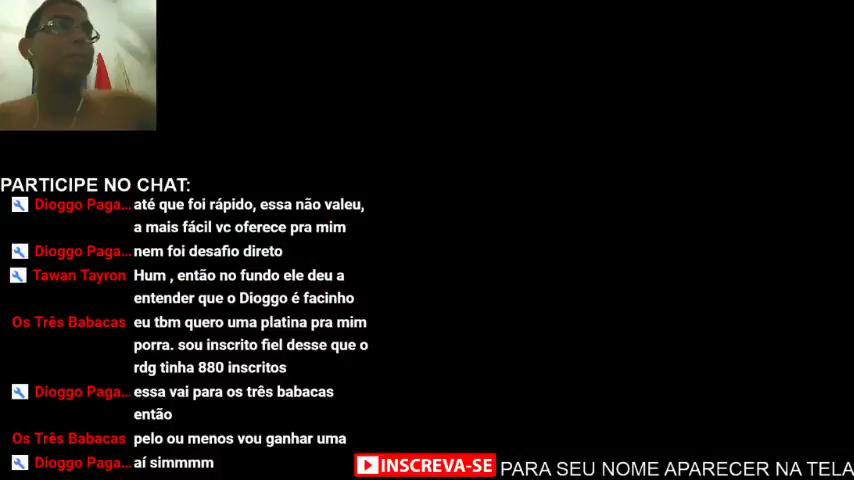 PARTICIPE NO CHAT:
Dioggo Paga... até que foi rápido, essa não valeu,
a mais fácil vc oferece pra mim
Dioggo Paga... nem foi desafio direto
Tawan Tayron Hum , então no fundo ele deu a
entender que o Dioggo é facinho
Os Três Babacas eu tbm quero uma platina pra mim
porra. sou inscrito fiel desse que o
rdg tinha 880 inscritos
Dioggo Paga... essa vai para os três babacas
então
Os Três Babacas pelo ou menos vou ganhar uma
Dioggo Paga... aí simmmm
INSCREVA-SE PARA SEU NOME APARECER NA TELA